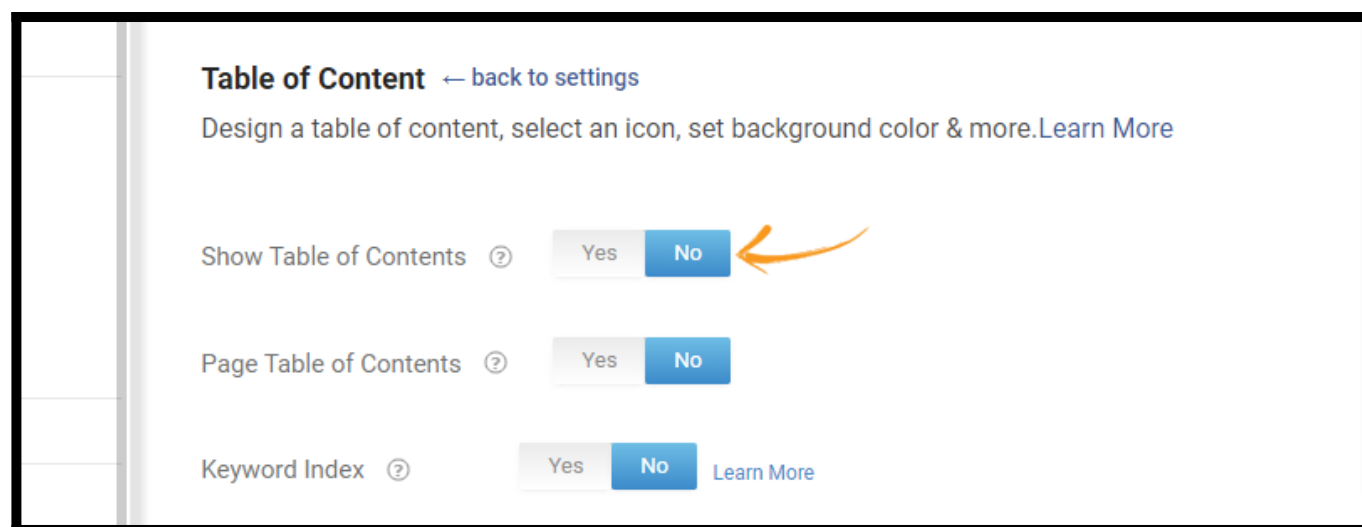 Table of Content ← back to settings
Design a table of content, select an icon, set background color & more.Learn More
Show Table of Contents ? Yes No
Page Table of Contents ? Yes No
Keyword Index ? Yes No Learn More